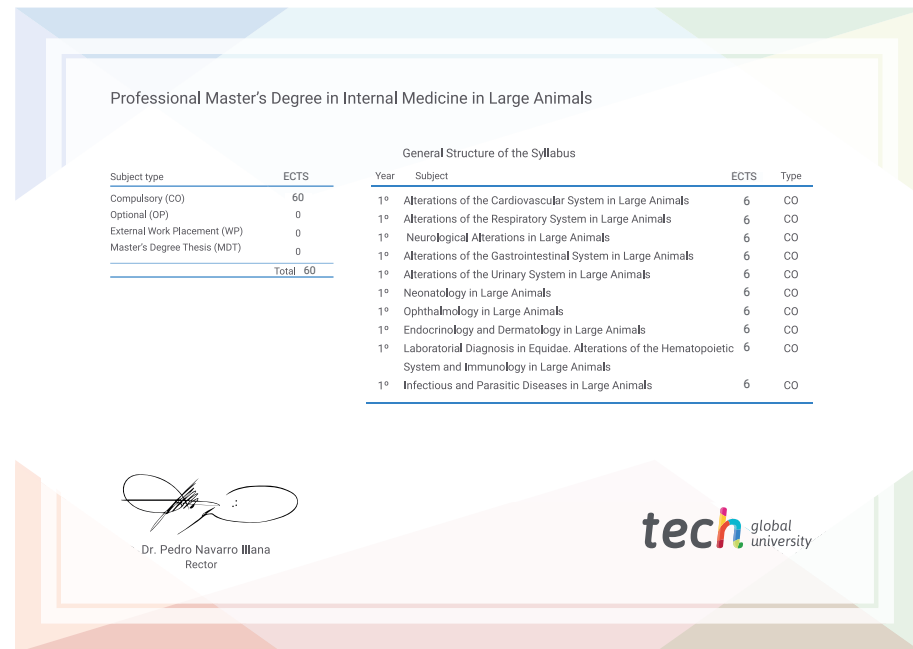 Professional Master's Degree in Internal Medicine in Large Animals
Subject type ECTS
Compulsory (CO) 60
Optional (OP) 0
External Work Placement (WP) 0
Master's Degree Thesis (MDT) 0
Total 60
General Structure of the Syllabus
Year Subject ECTS Type
1º Alterations of the Cardiovascular System in Large Animals 6 CO
1º Alterations of the Respiratory System in Large Animals 6 CO
1º Neurological Alterations in Large Animals 6 CO
1º Alterations of the Gastrointestinal System in Large Animals 6 CO
1º Alterations of the Urinary System in Large Animals 6 CO
1º Neonatology in Large Animals 6 CO
1º Ophthalmology in Large Animals 6 CO
1º Endocrinology and Dermatology in Large Animals 6 CO
1º Laboratorial Diagnosis in Equidae. Alterations of the Hematopoietic 6 CO
System and Immunology in Large Animals
1º Infectious and Parasitic Diseases in Large Animals 6 CO
Dr. Pedro Navarro Illana
Rector
tech global
university